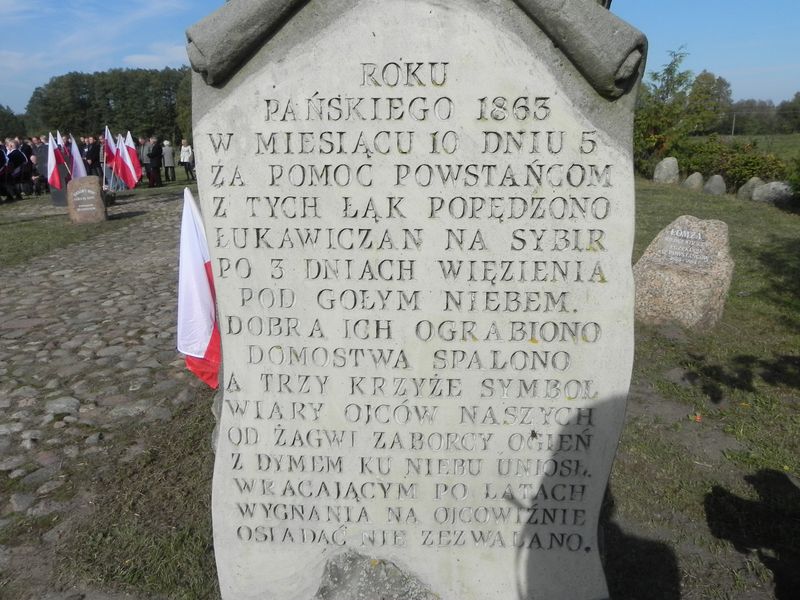 ROKU
PAŃSKIEGO 1863
W MIESIĄCU 10 DNIU 5
ZA POMOC POWSTAŃCOM
Z TYCH ŁĄK POPĘDZONO
ŁUKAWICZAN NA SYBIR
PO 3 DNIACH WIĘZIENIA
POD GOŁYM NIEBEM.
DOBRA ICH OGRABIONO
DOMOSTWA SPALONO
A TRZY KRZYŻE SYMBOL
WIARY OJCÓW NASZYCH
OD ŻAGWI ZABORCY OGIEŃ
Z DYMEM KU NIEBU UNIÓSŁ.
WRACAJĄCYM PO LATACH
WYGNANIA NA OJCOWIŹNIE
OSIADAĆ NIE ZEZWALANO.
ŁOMŻA